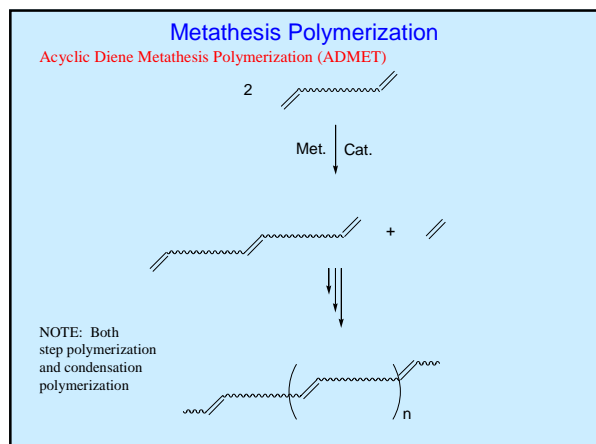 Metathesis Polymerization
Acyclic Diene Metathesis Polymerization (ADMET)
2
Met. Cat.
+
NOTE: Both
step polymerization
and condensation
polymerization
n